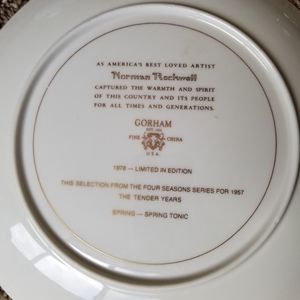 AS AMERICA'S BEST LOVED ARTIST
Norman Rockwell
CAPTURED THE WARMTH AND SPIRIT
OF THIS COUNTRY AND ITS PEOPLE
FOR ALL TIMES AND GENERATIONS.
GORHAM
FINE CHINA
U.S.A.
1978 – LIMITED IN EDITION
THIS SELECTION FROM THE FOUR SEASONS SERIES FOR 1957
THE TENDER YEARS
SPRING – SPRING TONIC